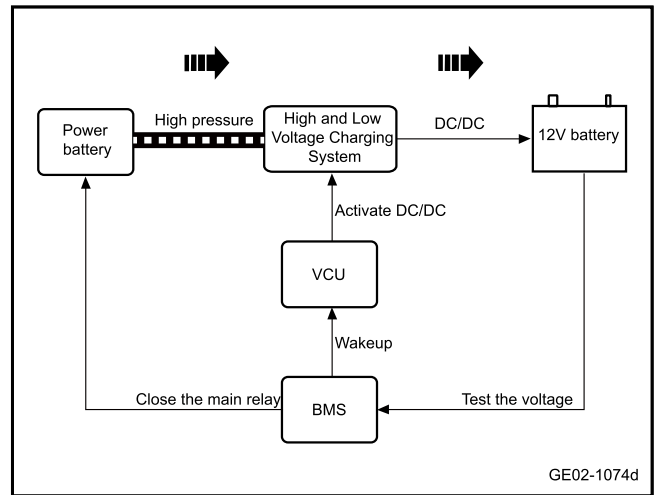 High pressure
Power
battery
High and Low
Voltage Charging
System
DC/DC
12V battery
Activate DC/DC
VCU
Wakeup
Close the main relay
BMS
Test the voltage
GE02-1074d